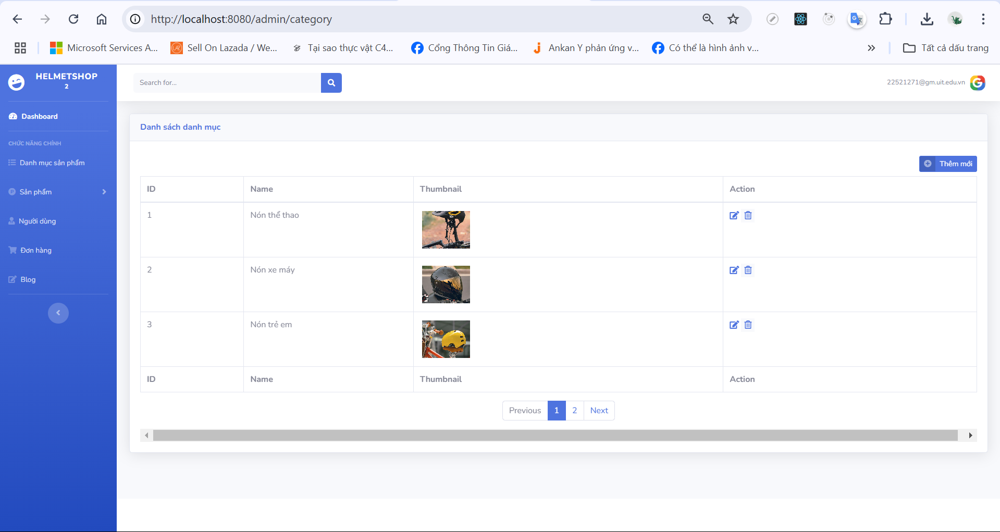 http://localhost:8080/admin/category
Microsoft Services A...
Sell On Lazada / We...
Tại sao thực vật C4...
Cổng Thông Tin Giá...
Ankan Y phản ứng v...
Có thể là hình ảnh v...
Tất cả dấu trang
HELMETSHOP
2
Search for...
22521271@gm.uit.edu.vn
Dashboard
CHỨC NĂNG CHÍNH
Danh mục sản phẩm
Sản phẩm
Người dùng
Đơn hàng
Blog
Danh sách danh mục
Thêm mới
ID Name Thumbnail Action
1 Nón thể thao
2 Nón xe máy
3 Nón trẻ em
ID Name Thumbnail Action
Previous 1 2 Next